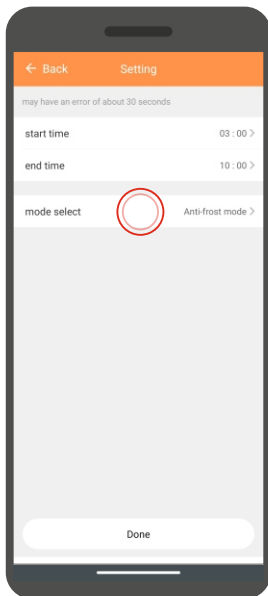 ← Back Setting
may have an error of about 30 seconds
start time 03 : 00 >
end time 10 : 00 >
mode select Anti-frost mode >
Done